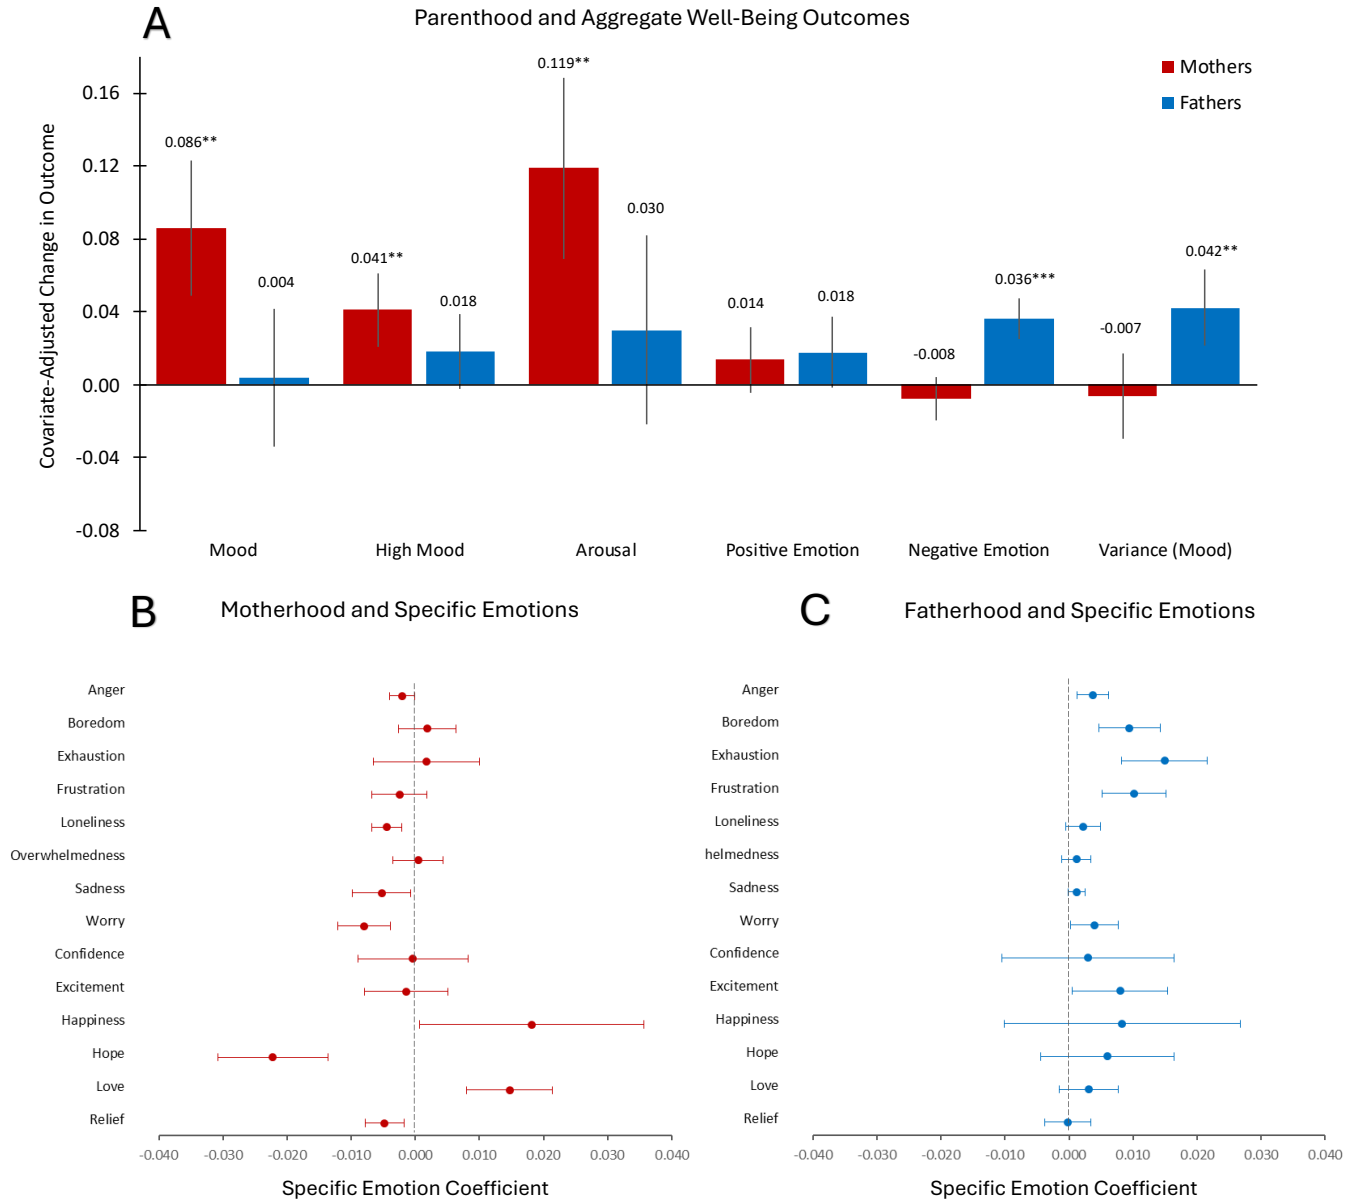 A
Parenthood and Aggregate Well-Being Outcomes
Mothers
Fathers
Covariate-Adjusted Change in Outcome
0.16
0.12
0.08
0.04
0.00
-0.04
-0.08
0.086**
0.004
0.041**
0.018
0.119**
0.030
0.014
0.018
-0.008
0.036***
-0.007
0.042**
Mood
High Mood
Arousal
Positive Emotion
Negative Emotion
Variance (Mood)
B
Motherhood and Specific Emotions
Anger
Boredom
Exhaustion
Frustration
Loneliness
Overwhelmedness
Sadness
Worry
Confidence
Excitement
Happiness
Hope
Love
Relief
-0.040 -0.030 -0.020 -0.010 0.000 0.010 0.020 0.030 0.040
Specific Emotion Coefficient
C
Fatherhood and Specific Emotions
Anger
Boredom
Exhaustion
Frustration
Loneliness
helmedness
Sadness
Worry
Confidence
Excitement
Happiness
Hope
Love
Relief
-0.040 -0.030 -0.020 -0.010 0.000 0.010 0.020 0.030 0.040
Specific Emotion Coefficient